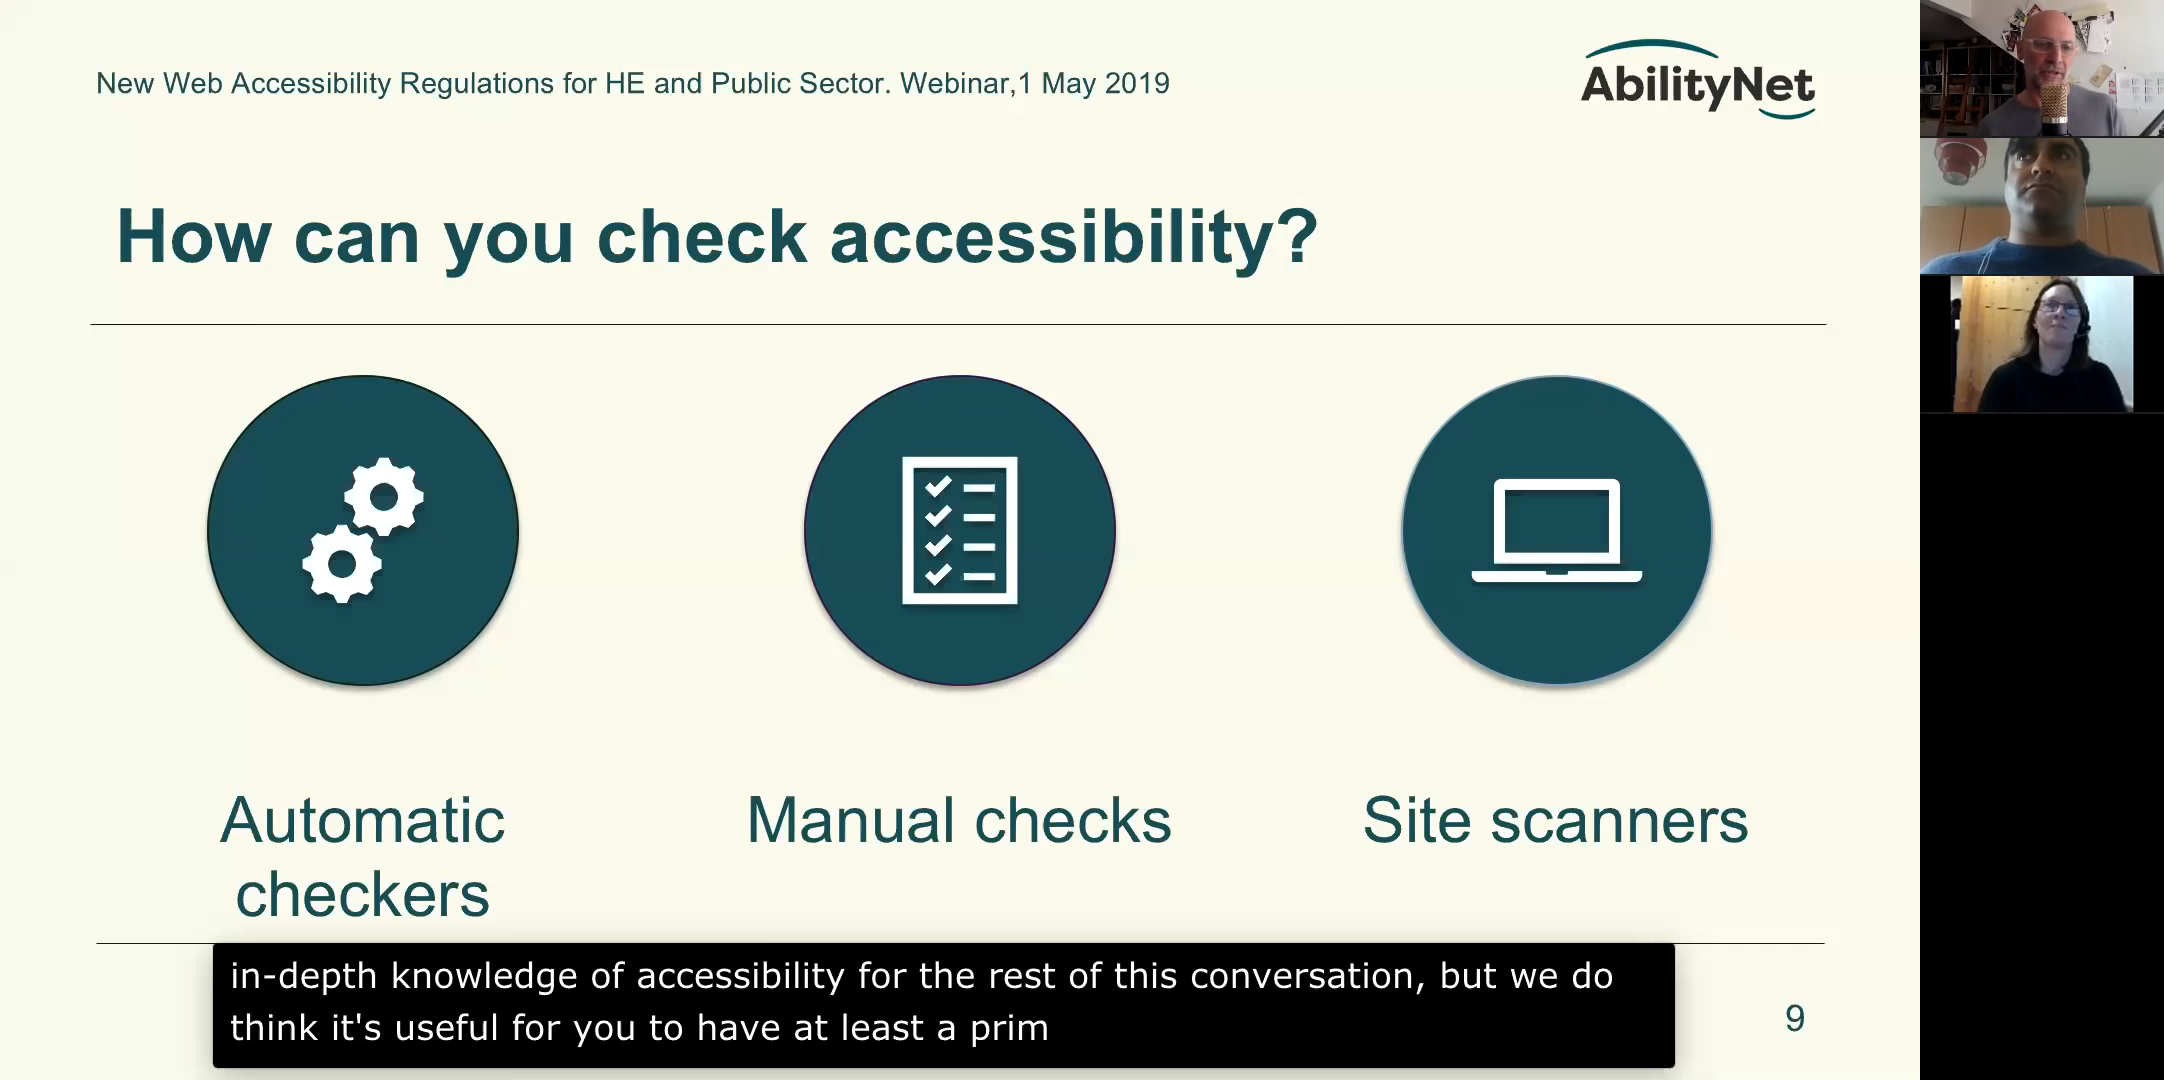 New Web Accessibility Regulations for HE and Public Sector. Webinar,1 May 2019
AbilityNet
How can you check accessibility?
Automatic
checkers
Manual checks
Site scanners
in-depth knowledge of accessibility for the rest of this conversation, but we do
think it's useful for you to have at least a prim
9